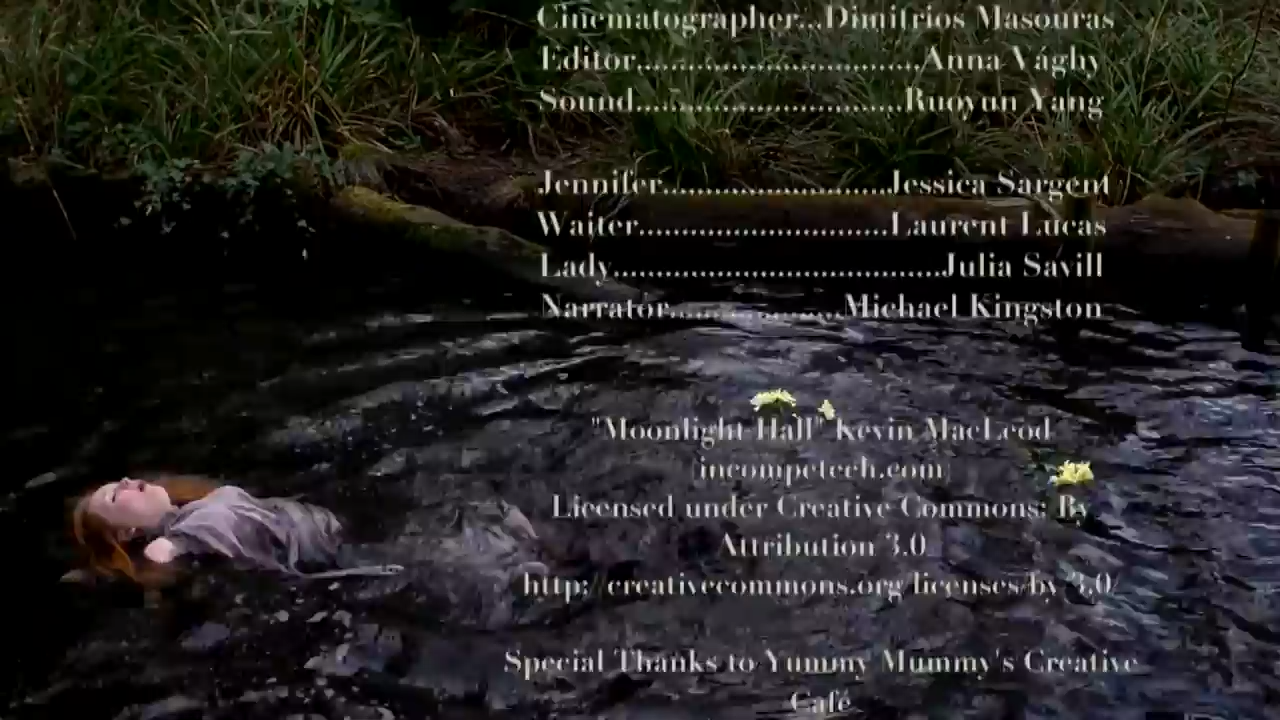 Cinematographer...Dimitrios Masouras
Editor.................................Anna Vághy
Sound...............................Ruoyun Yang
Jennifer..........................Jessica Sargent
Waiter.............................Laurent Lucas
Lady......................................Julia Savill
Narrator....................Michael Kingston
"Moonlight Hall" Kevin MacLeod
(incompetech.com)
Licensed under Creative Commons: By
Attribution 3.0
http://creativecommons.org/licenses/by/3.0/
Special Thanks to Yummy Mummy's Creative
Café